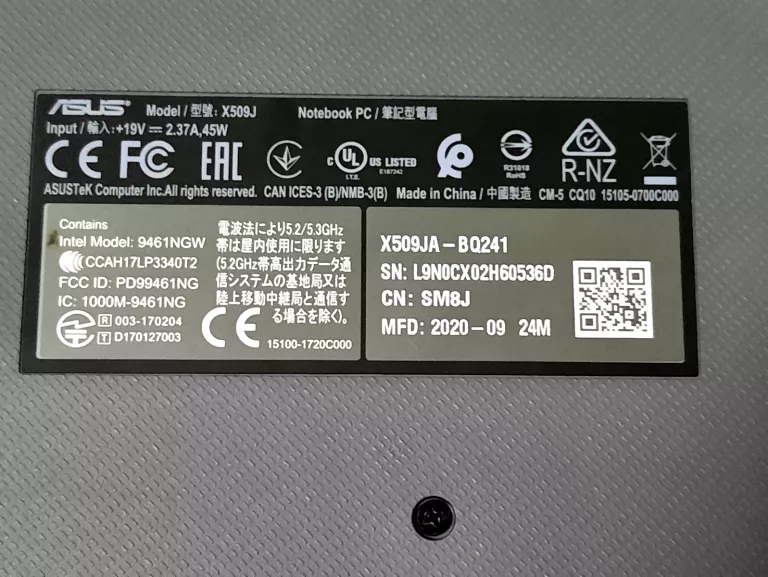 ASUS Model / 型號: X509J Notebook PC / 筆記型電腦
Input / 輸入: +19V ⎓ 2.37A,45W
CE FC EAC c UL US LISTED I.T.E. E187342 R31018 RoHS R-NZ
ASUSTeK Computer Inc.All rights reserved. CAN ICES-3 (B)/NMB-3(B) Made in China / 中國製造 CM-5 CQ10 15105-0700C000
Contains
Intel Model: 9461NGW
CCAH17LP3340T2
FCC ID: PD99461NG
IC: 1000M-9461NG
R 003-170204
T D170127003
電波法により5.2/5.3GHz
帯は屋内使用に限ります
(5.2GHz帯高出力データ通
信システムの基地局又は
陸上移動中継局と通信す
る場合を除く)。
CE
15100-1720C000
X509JA-BQ241
SN: L9N0CX02H60536D
CN: SM8J
MFD: 2020-09 24M